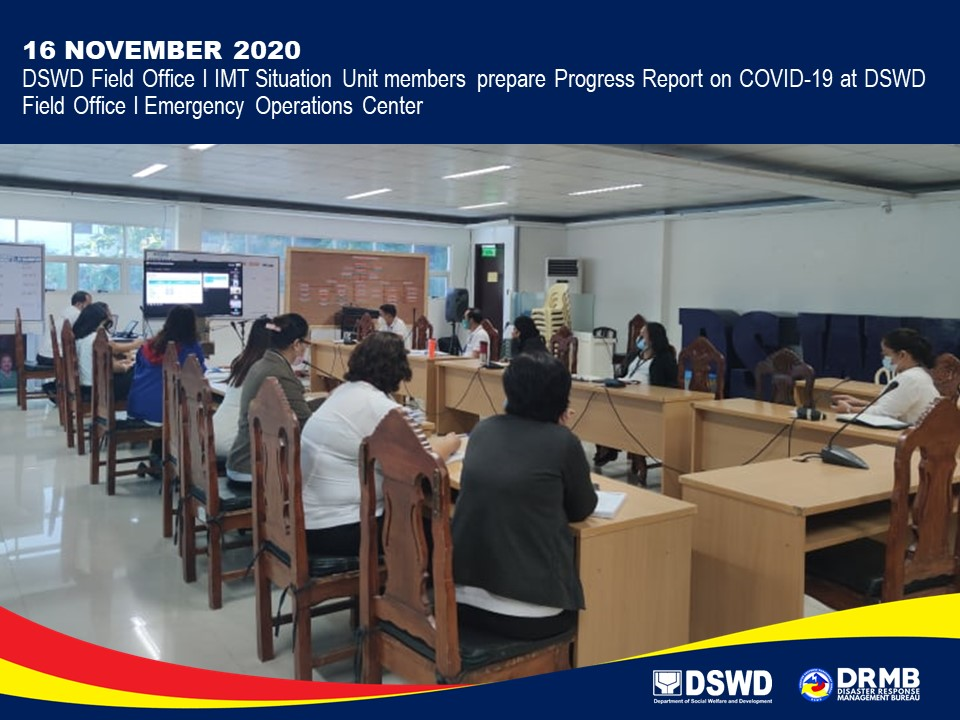 16 NOVEMBER 2020
DSWD Field Office I IMT Situation Unit members prepare Progress Report on COVID-19 at DSWD
Field Office I Emergency Operations Center
DSWD
DSWD
Department of Social Welfare and Development
DRMB
DISASTER RESPONSE
MANAGEMENT BUREAU